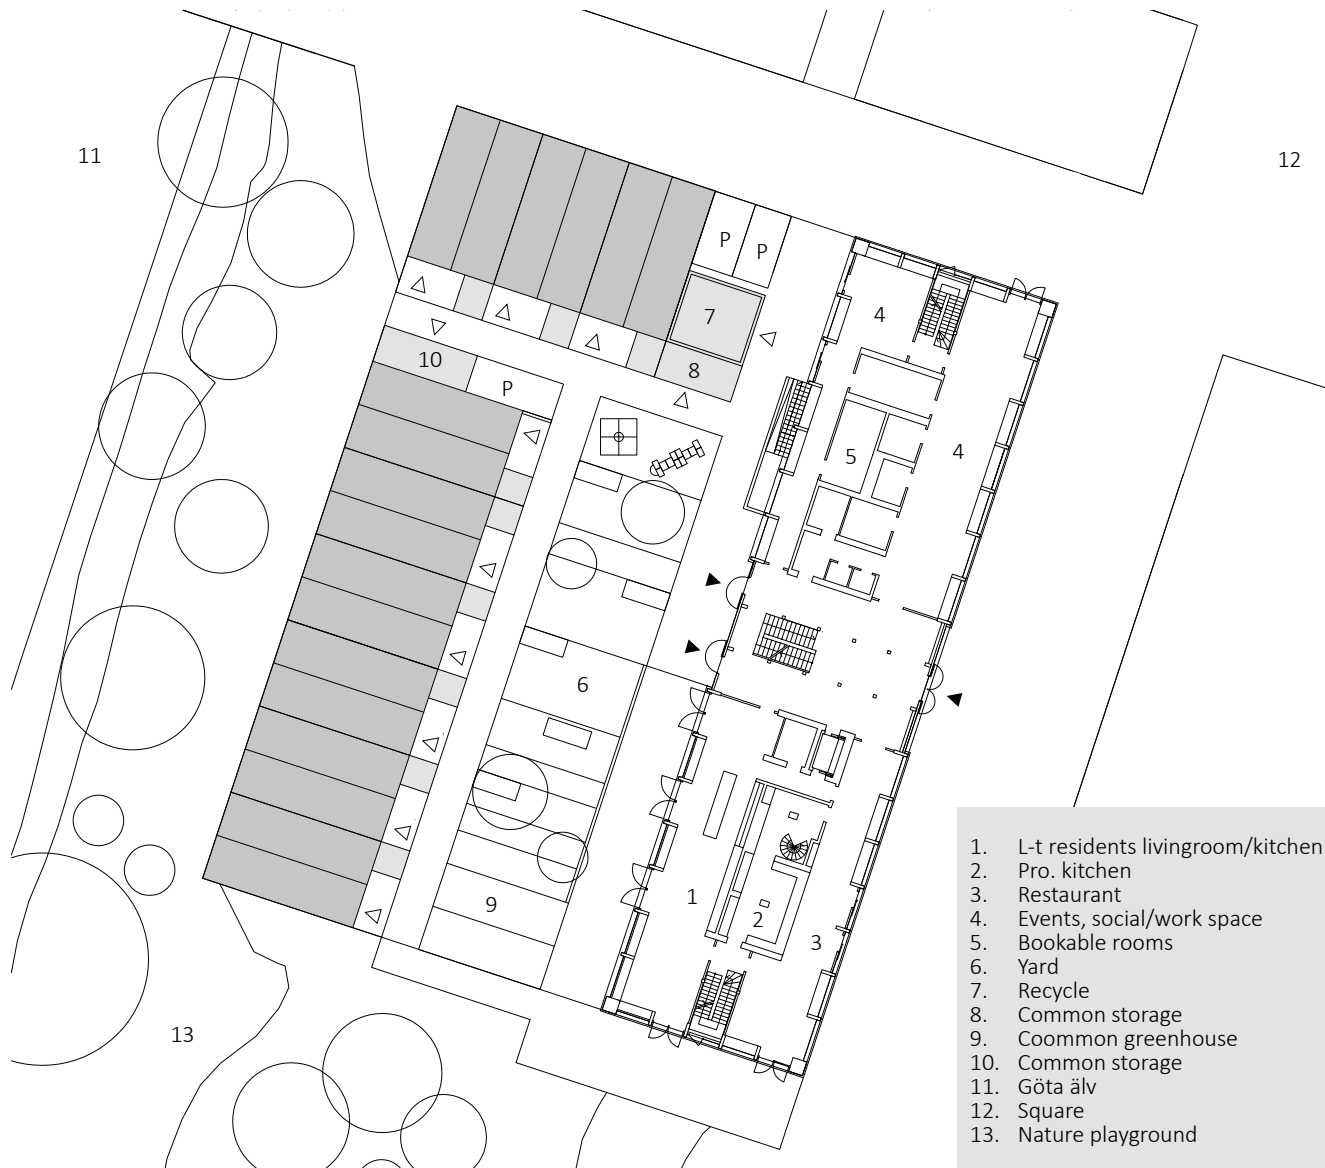 11
12
P
P
4
7
10
8
P
4
5
6
1
9
2
3
13
1. L-t residents livingroom/kitchen
2. Pro. kitchen
3. Restaurant
4. Events, social/work space
5. Bookable rooms
6. Yard
7. Recycle
8. Common storage
9. Coommon greenhouse
10. Common storage
11. Göta älv
12. Square
13. Nature playground